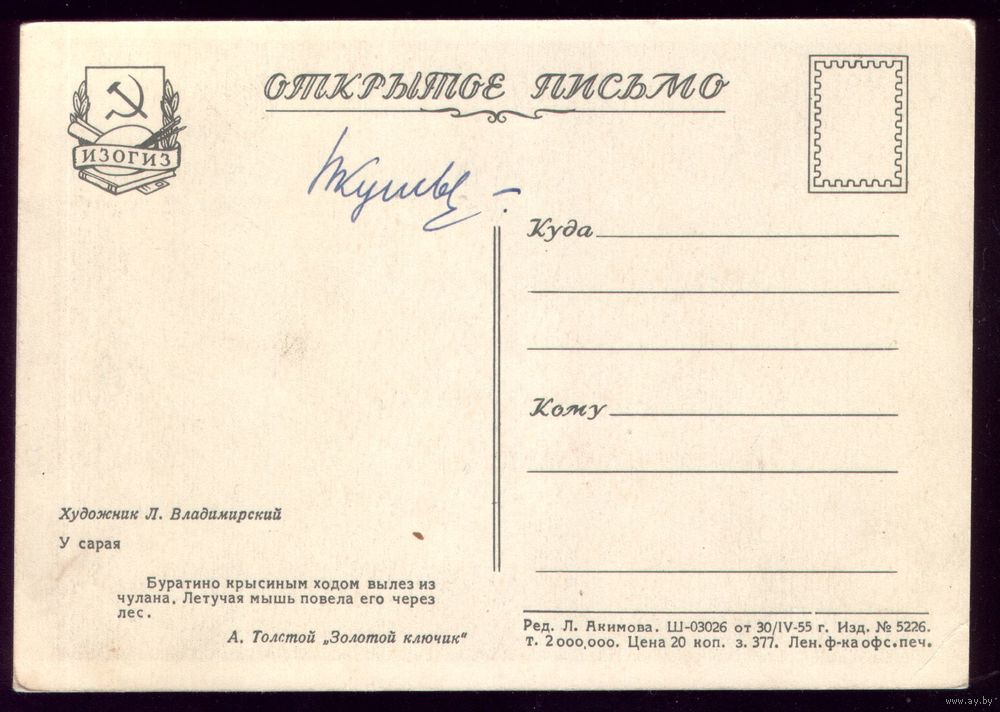 ОТКРЫТОЕ ПИСЬМО
ИЗОГИЗ
Куда
Кому
Художник Л. Владимирский
У сарая
Буратино крысиным ходом вылез из
чулана. Летучая мышь повела его через
лес.
А. Толстой „Золотой ключик"
Ред. Л. Акимова. Ш-03026 от 30/IV-55 г. Изд. № 5226.
т. 2 000,000. Цена 20 коп. з. 377. Лен. ф-ка офс. печ.
www.ay.by